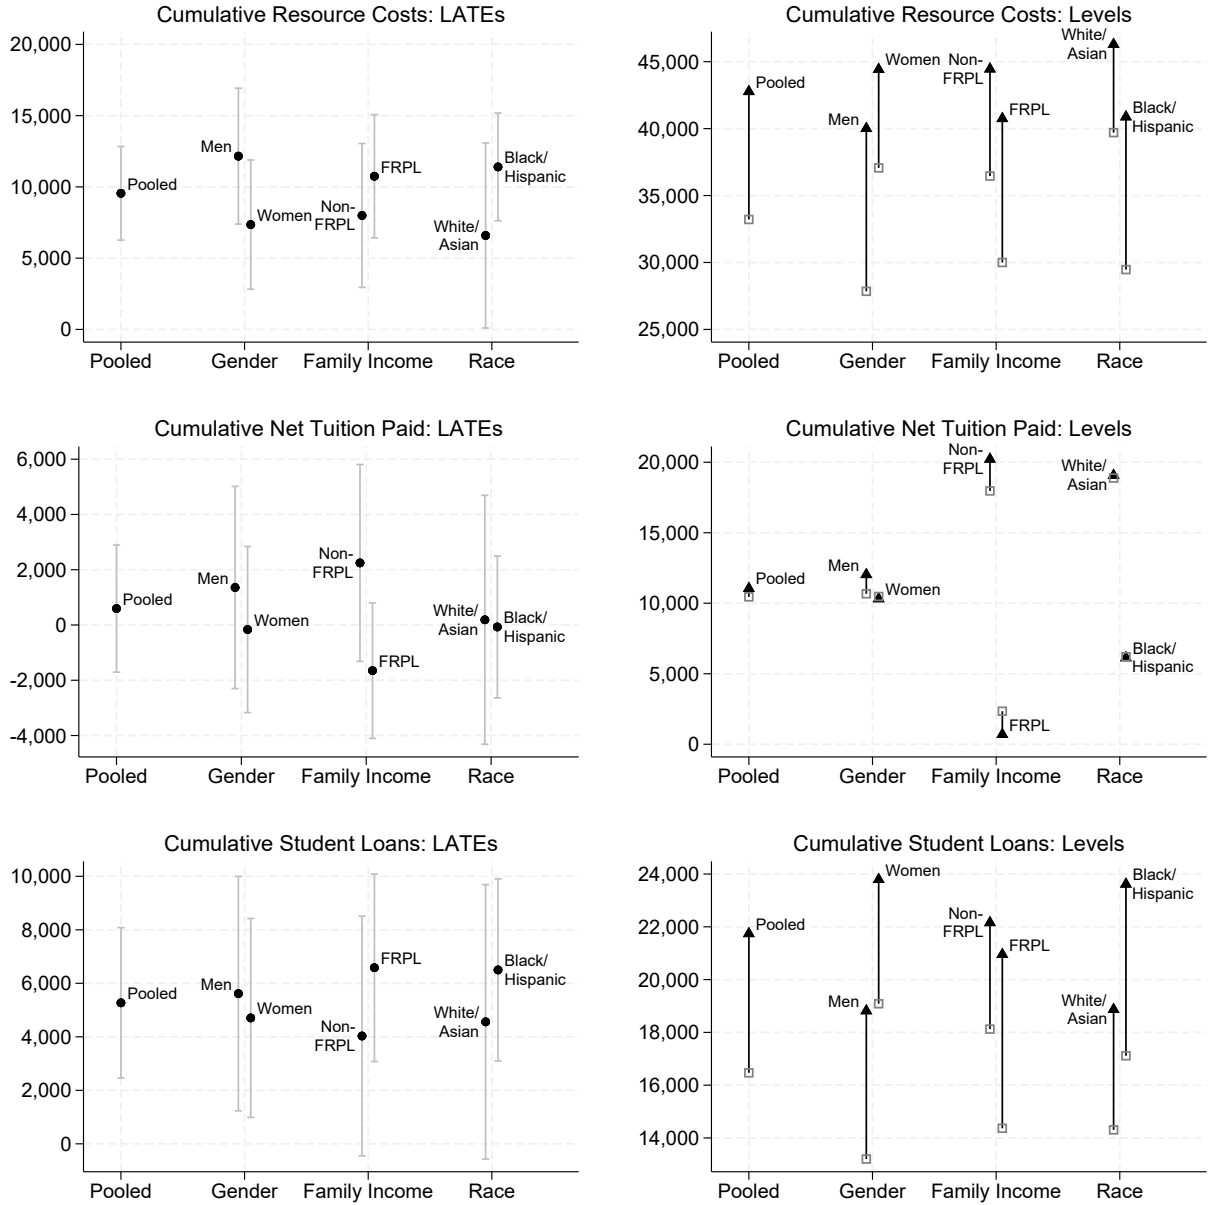 Cumulative Resource Costs: LATEs
20,000
15,000
10,000
5,000
0
Pooled
Men
Women
Non-
FRPL
FRPL
White/
Asian
Black/
Hispanic
Pooled
Gender
Family Income
Race
Cumulative Resource Costs: Levels
45,000
40,000
35,000
30,000
25,000
Pooled
Men
Women
Non-
FRPL
FRPL
White/
Asian
Black/
Hispanic
Pooled
Gender
Family Income
Race
Cumulative Net Tuition Paid: LATEs
6,000
4,000
2,000
0
-2,000
-4,000
Pooled
Men
Women
Non-
FRPL
FRPL
White/
Asian
Black/
Hispanic
Pooled
Gender
Family Income
Race
Cumulative Net Tuition Paid: Levels
20,000
15,000
10,000
5,000
0
Pooled
Men
Women
Non-
FRPL
FRPL
White/
Asian
Black/
Hispanic
Pooled
Gender
Family Income
Race
Cumulative Student Loans: LATEs
10,000
8,000
6,000
4,000
2,000
0
Pooled
Men
Women
Non-
FRPL
FRPL
White/
Asian
Black/
Hispanic
Pooled
Gender
Family Income
Race
Cumulative Student Loans: Levels
24,000
22,000
20,000
18,000
16,000
14,000
Pooled
Men
Women
Non-
FRPL
FRPL
White/
Asian
Black/
Hispanic
Pooled
Gender
Family Income
Race